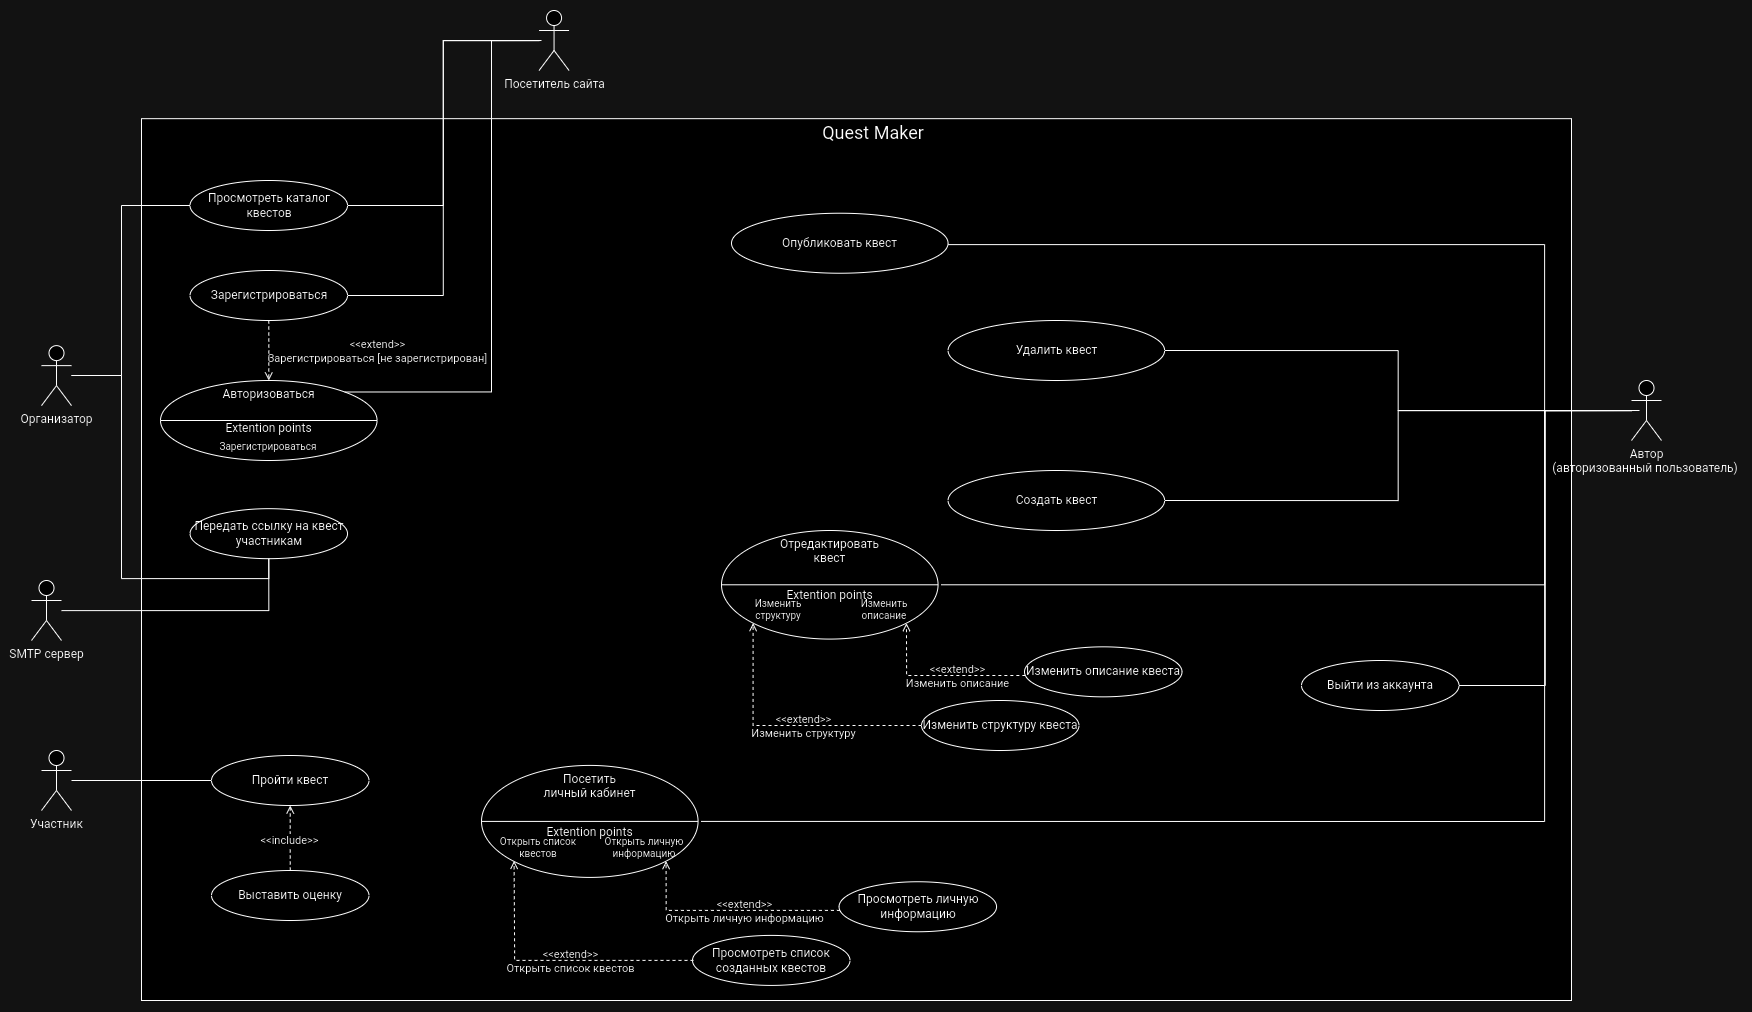 Посетитель сайта
Quest Maker
Просмотреть каталог
квестов
Опубликовать квест
Зарегистрироваться
<<extend>>
Зарегистрироваться [не зарегистрирован]
Удалить квест
Организатор
Авторизоваться
Extention points
Зарегистрироваться
Автор
(авторизованный пользователь)
Создать квест
Передать ссылку на квест
участникам
Отредактировать
квест
Extention points
Изменить
структуру
Изменить
описание
SMTP сервер
<<extend>>
Изменить описание
Изменить описание квеста
Выйти из аккаунта
<<extend>>
Изменить структуру
Изменить структуру квеста
Участник
Пройти квест
<<include>>
Выставить оценку
Посетить
личный кабинет
Extention points
Открыть список
квестов
Открыть личную
информацию
<<extend>>
Открыть личную информацию
Просмотреть личную
информацию
<<extend>>
Открыть список квестов
Просмотреть список
созданных квестов